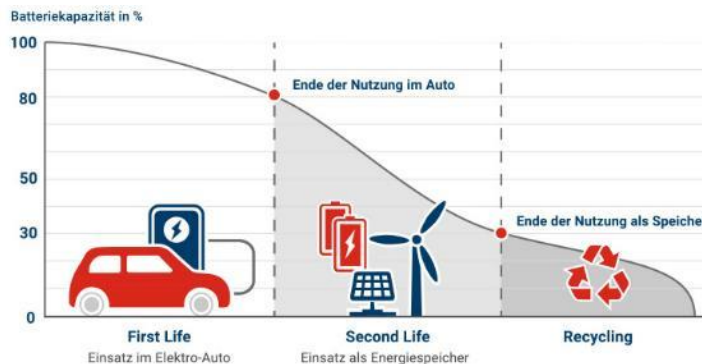 Batteriekapazität in %
100
80
Ende der Nutzung im Auto
50
30
Ende der Nutzung als Speiche
0
First Life
Second Life
Recycling
Einsatz im Elektro-Auto
Einsatz als Energiespeicher